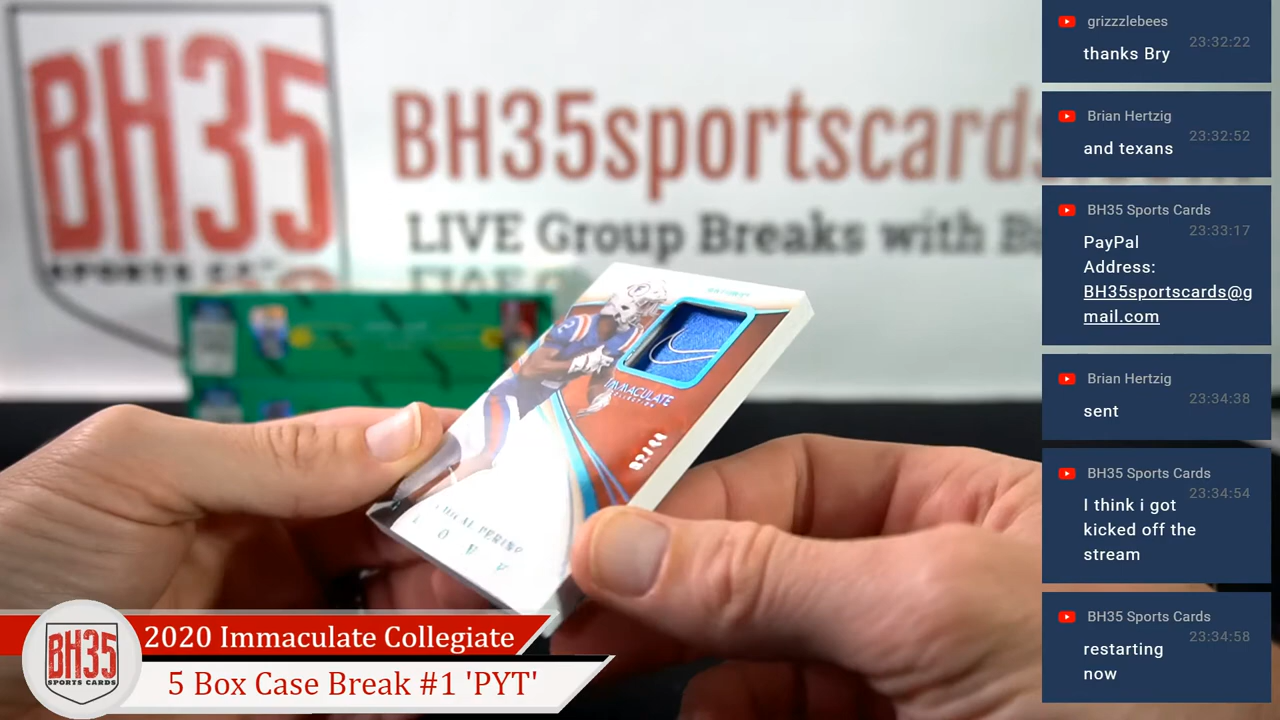 BH35
SPORTS CA
BH35sportscards
LIVE Group Breaks with B
IMMACULATE
COLLECTION
2020 Immaculate Collegiate
5 Box Case Break #1 'PYT'
BH35
SPORTS CARDS
grizzzlebees
23:32:22
thanks Bry
Brian Hertzig
23:32:52
and texans
BH35 Sports Cards
23:33:17
PayPal
Address:
BH35sportscards@g
mail.com
Brian Hertzig
23:34:38
sent
BH35 Sports Cards
23:34:54
I think i got
kicked off the
stream
BH35 Sports Cards
23:34:58
restarting
now